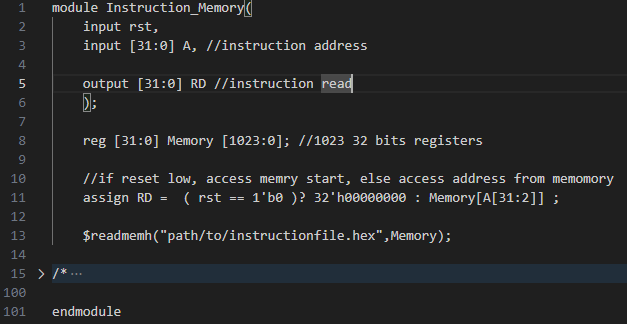 1 module Instruction_Memory(
2 input rst,
3 input [31:0] A, //instruction address
4
5 output [31:0] RD //instruction read
6 );
7
8 reg [31:0] Memory [1023:0]; //1023 32 bits registers
9
10 //if reset low, access memry start, else access address from memomory
11 assign RD =  ( rst == 1'b0 )? 32'h00000000 : Memory[A[31:2]] ;
12
13 $readmemh("path/to/instructionfile.hex",Memory);
14
15 > /*···
100
101 endmodule